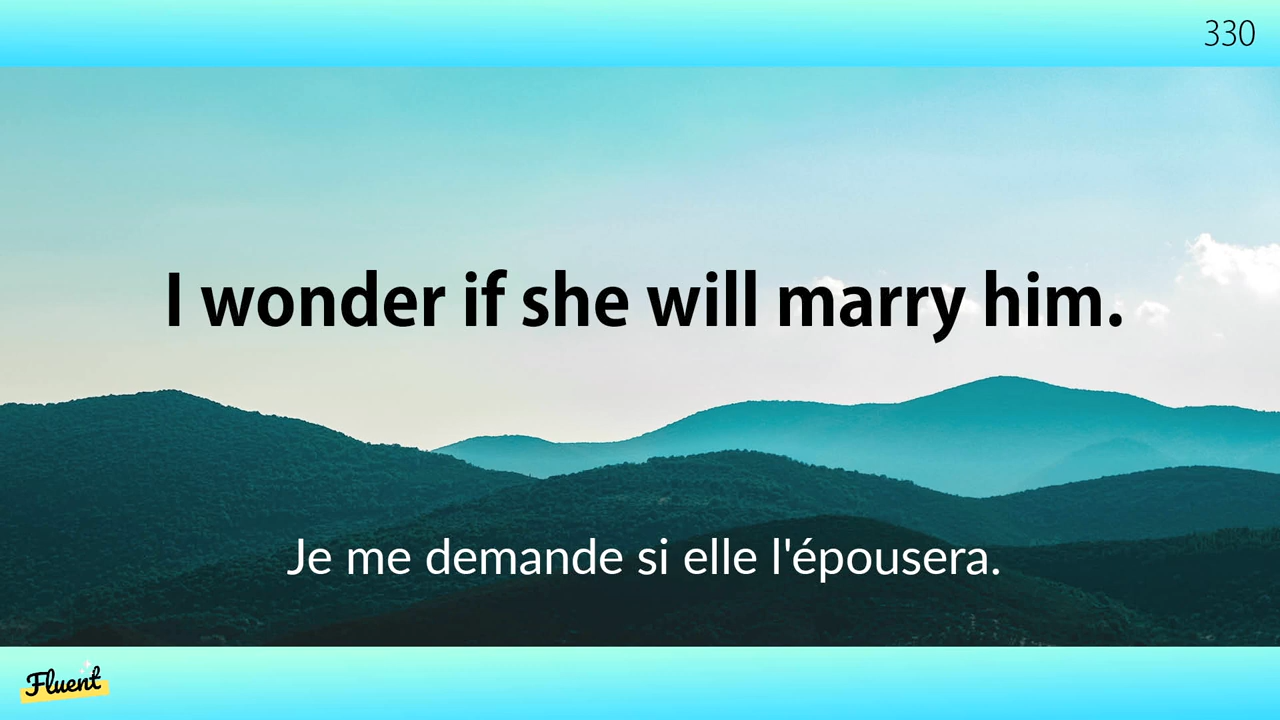 330
I wonder if she will marry him.
Je me demande si elle l'épousera.
Fluent